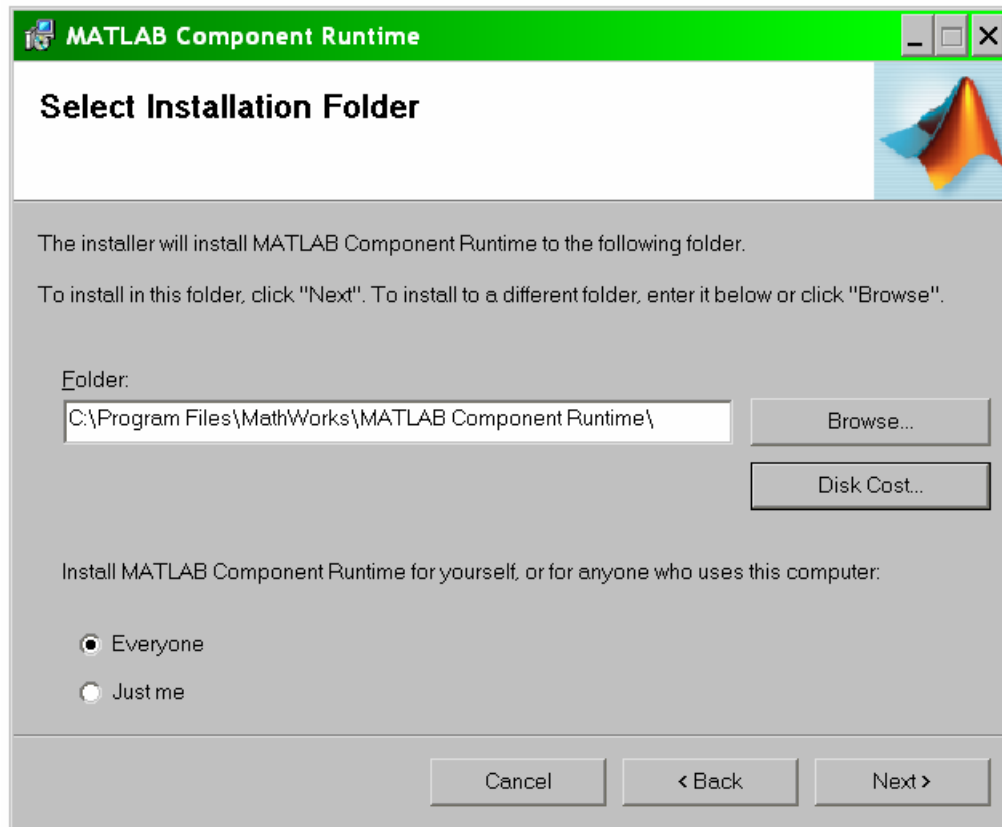 MATLAB Component Runtime
Select Installation Folder
The installer will install MATLAB Component Runtime to the following folder.
To install in this folder, click "Next". To install to a different folder, enter it below or click "Browse".
Folder:
C:\Program Files\MathWorks\MATLAB Component Runtime\
Browse...
Disk Cost...
Install MATLAB Component Runtime for yourself, or for anyone who uses this computer:
Everyone
Just me
Cancel
< Back
Next >